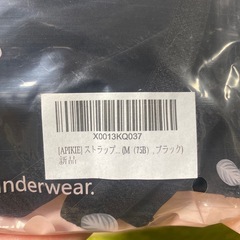 X0013KQ037
[APIKIE] ストラップ...(M (75B) ,ブラック)
新品
nderwear.